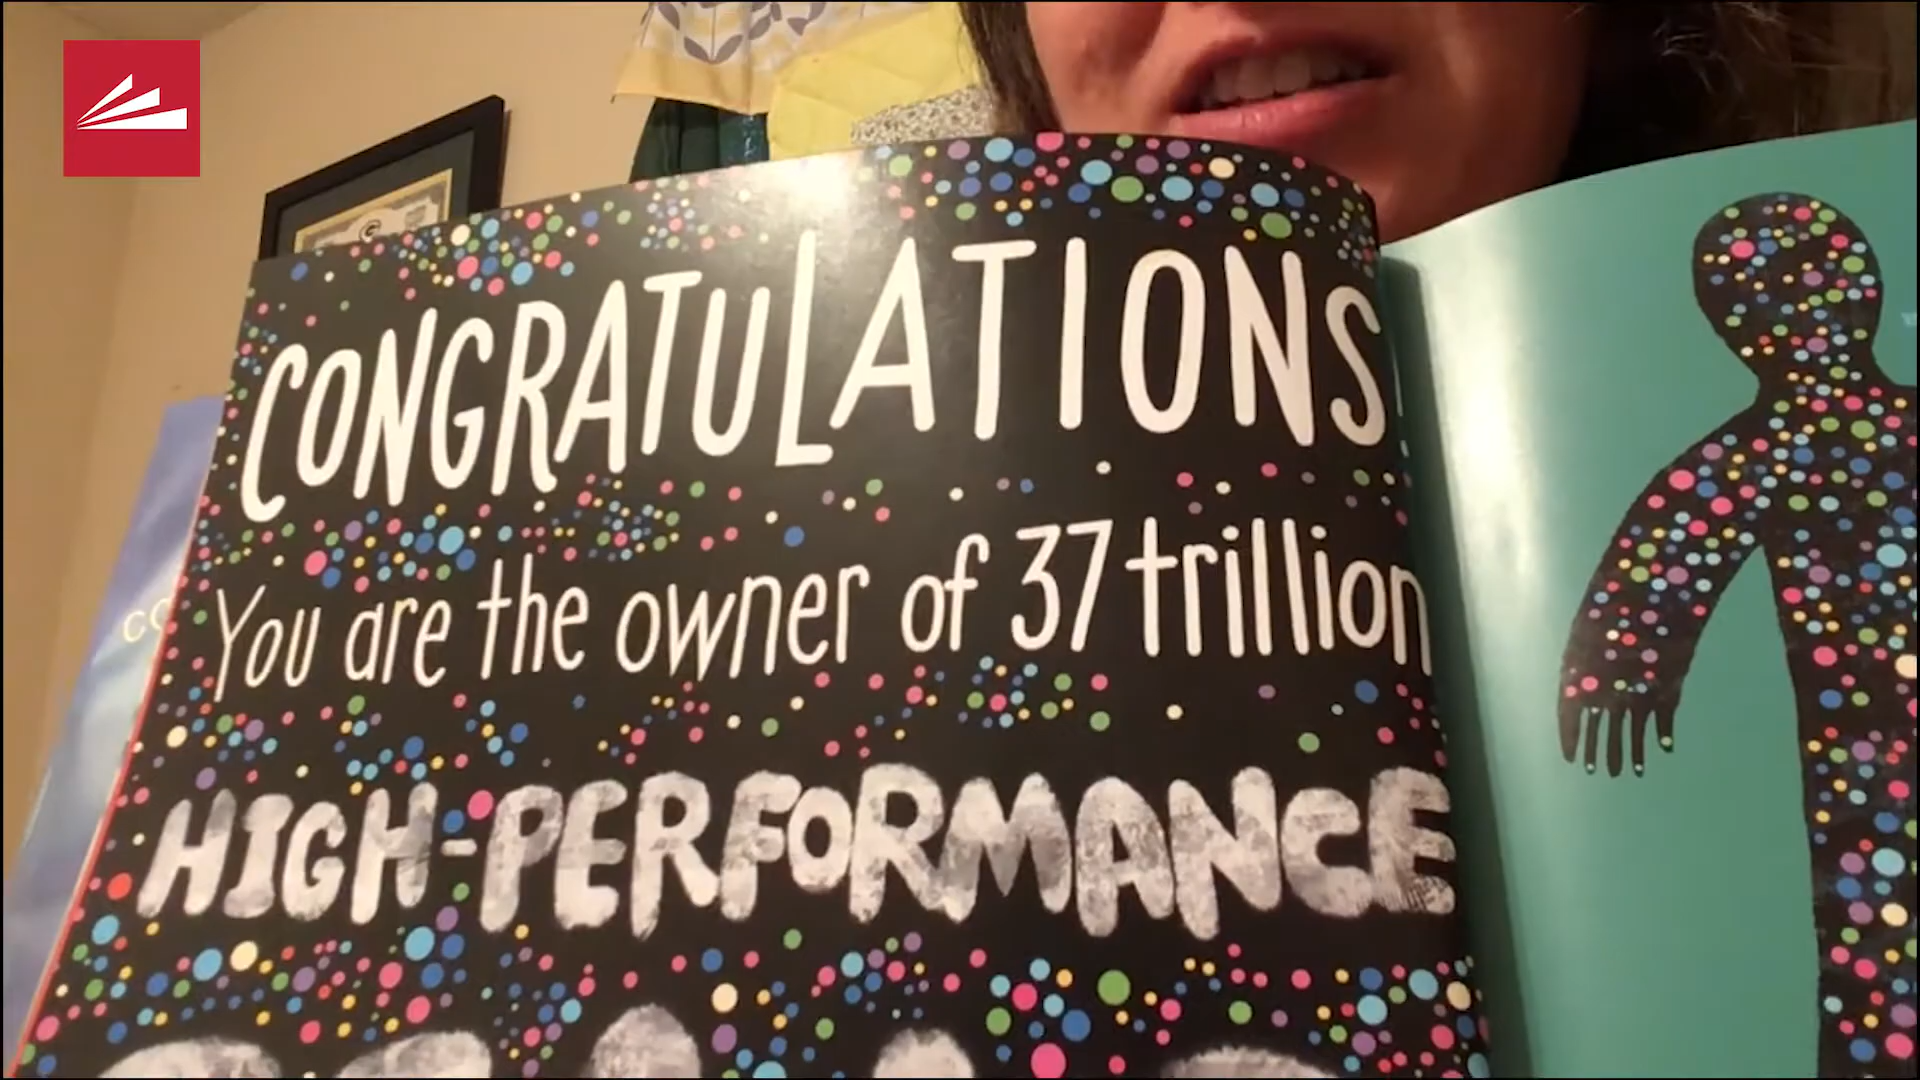 CONGRATULATIONS!
You are the owner of 37 trillion
HIGH-PERFORMANCE